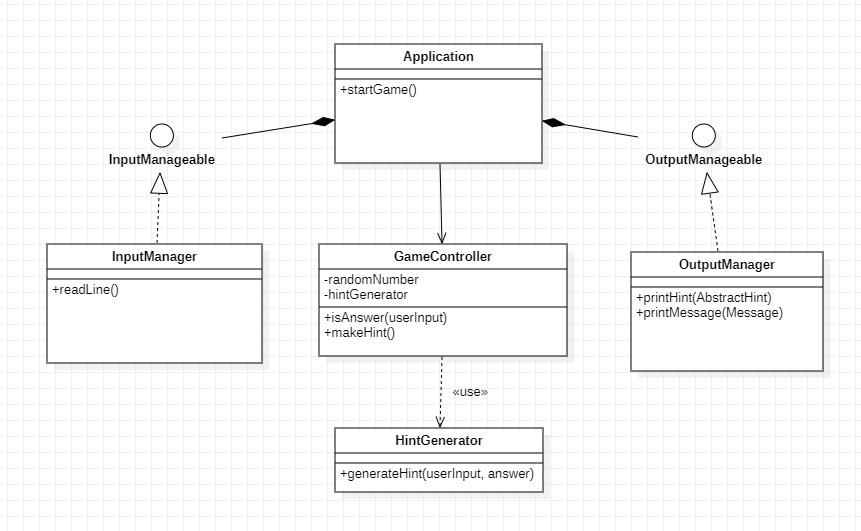 Application
+startGame()
InputManageable
OutputManageable
InputManager
+readLine()
GameController
-randomNumber
-hintGenerator
+isAnswer(userInput)
+makeHint()
OutputManager
+printHint(AbstractHint)
+printMessage(Message)
«use»
HintGenerator
+generateHint(userInput, answer)